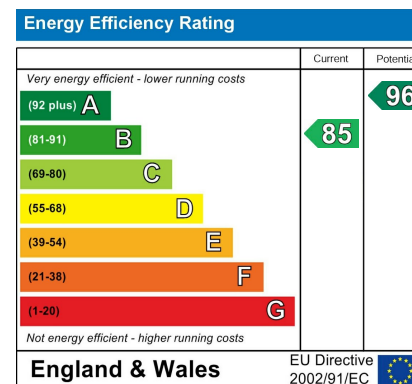 Energy Efficiency Rating
Current Potentia
Very energy efficient - lower running costs
(92 plus) A
96
(81-91) B
85
(69-80) C
(55-68) D
(39-54) E
(21-38) F
(1-20) G
Not energy efficient - higher running costs
England & Wales
EU Directive
2002/91/EC